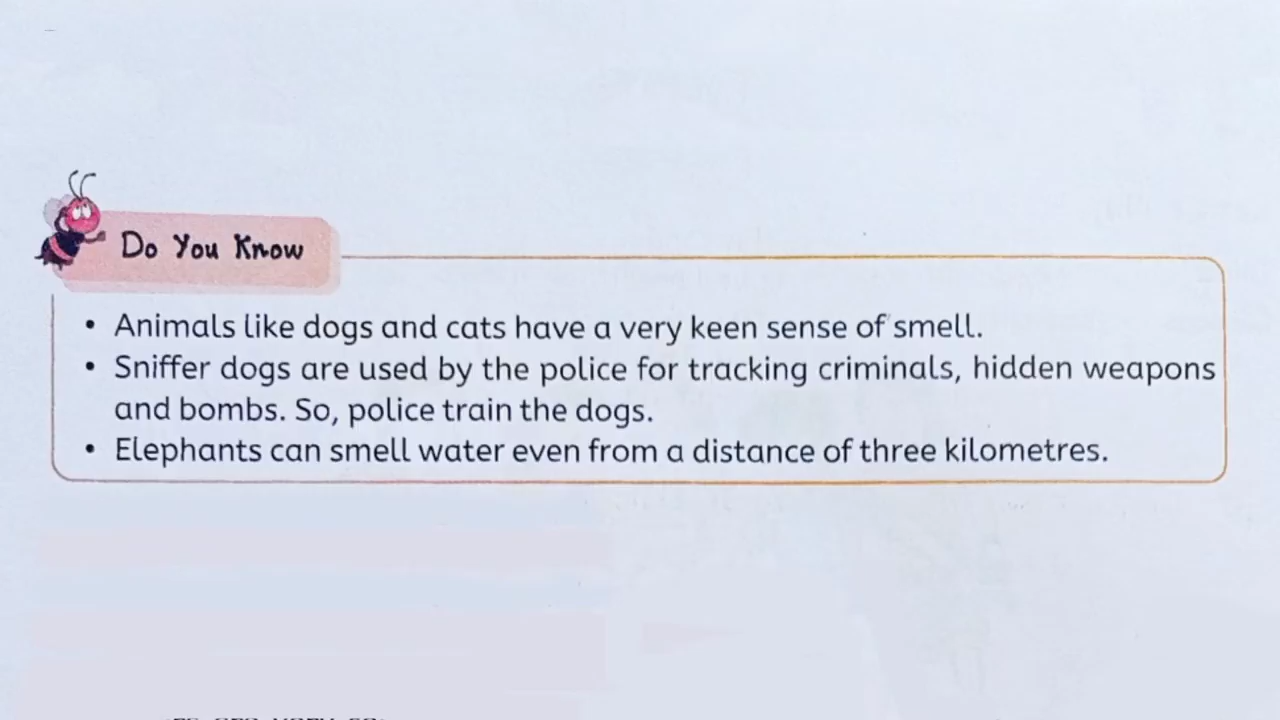 Do You Know
• Animals like dogs and cats have a very keen sense of smell.
• Sniffer dogs are used by the police for tracking criminals, hidden weapons
and bombs. So, police train the dogs.
• Elephants can smell water even from a distance of three kilometres.